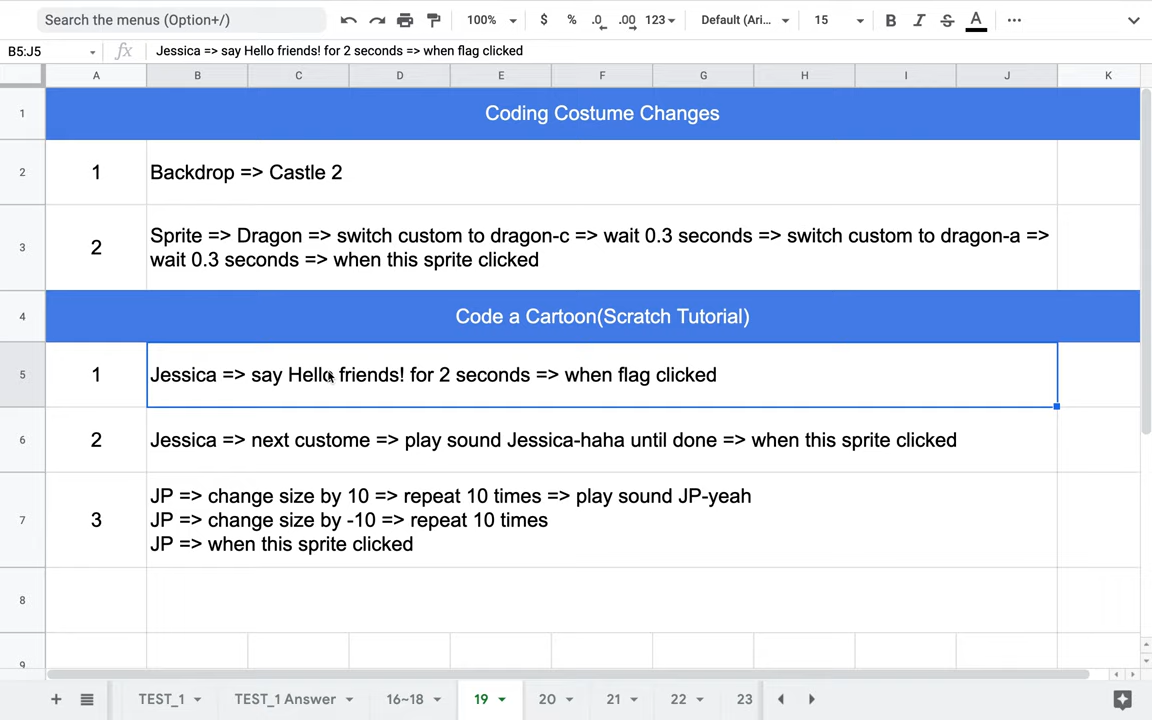 Search the menus (Option+/)
100%
$
%
.0
.00
123
Default (Ari...
15
B
I
S
A
B5:J5
fx
Jessica => say Hello friends! for 2 seconds => when flag clicked
A B C D E F G H I J K
1
Coding Costume Changes
2
1
Backdrop => Castle 2
3
2
Sprite => Dragon => switch custom to dragon-c => wait 0.3 seconds => switch custom to dragon-a =>
wait 0.3 seconds => when this sprite clicked
4
Code a Cartoon(Scratch Tutorial)
5
1
Jessica => say Hello friends! for 2 seconds => when flag clicked
6
2
Jessica => next custome => play sound Jessica-haha until done => when this sprite clicked
7
3
JP => change size by 10 => repeat 10 times => play sound JP-yeah
JP => change size by -10 => repeat 10 times
JP => when this sprite clicked
8
9
TEST_1
TEST_1 Answer
16~18
19
20
21
22
23